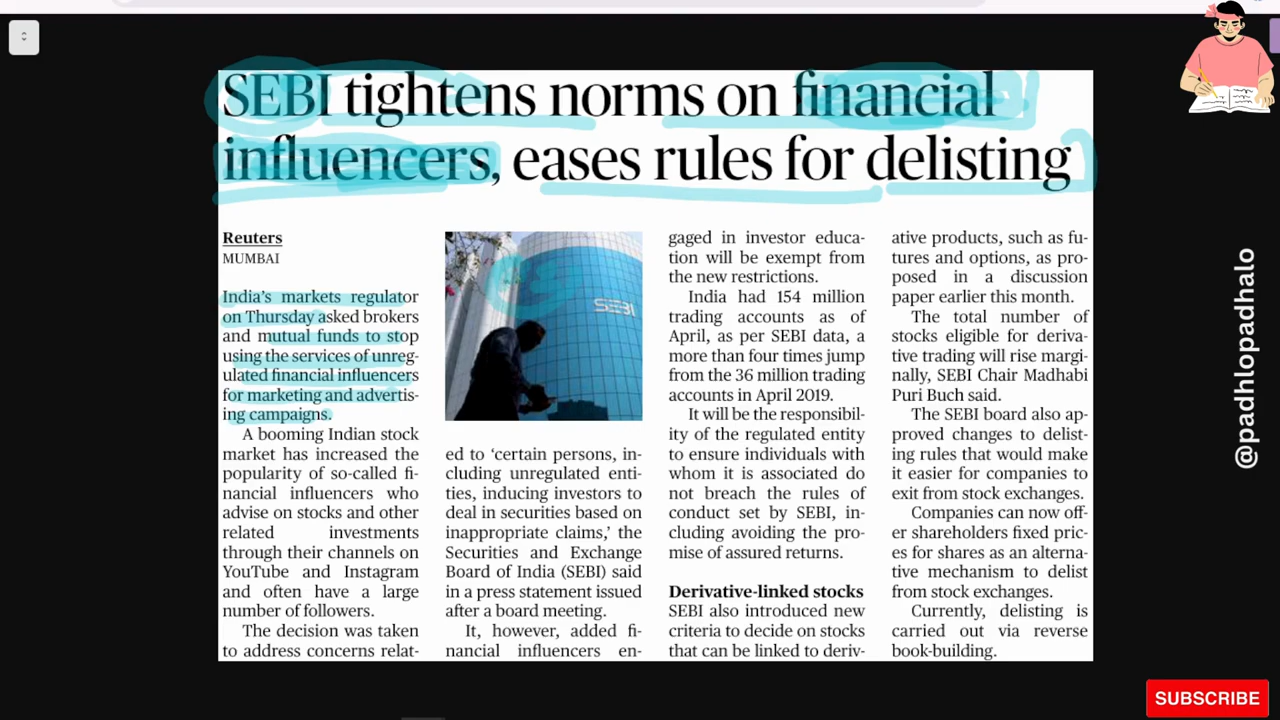 SEBI tightens norms on financial
influencers, eases rules for delisting
Reuters
MUMBAI
India's markets regulator
on Thursday asked brokers
and mutual funds to stop
using the services of unreg-
ulated financial influencers
for marketing and advertis-
ing campaigns.
A booming Indian stock
market has increased the
popularity of so-called fi-
nancial influencers who
advise on stocks and other
related investments
through their channels on
YouTube and Instagram
and often have a large
number of followers.
The decision was taken
to address concerns relat-
SEBI
ed to ‘certain persons, in-
cluding unregulated enti-
ties, inducing investors to
deal in securities based on
inappropriate claims,’ the
Securities and Exchange
Board of India (SEBI) said
in a press statement issued
after a board meeting.
It, however, added fi-
nancial influencers en-
gaged in investor educa-
tion will be exempt from
the new restrictions.
India had 154 million
trading accounts as of
April, as per SEBI data, a
more than four times jump
from the 36 million trading
accounts in April 2019.
It will be the responsibil-
ity of the regulated entity
to ensure individuals with
whom it is associated do
not breach the rules of
conduct set by SEBI, in-
cluding avoiding the pro-
mise of assured returns.
Derivative-linked stocks
SEBI also introduced new
criteria to decide on stocks
that can be linked to deriv-
ative products, such as fu-
tures and options, as pro-
posed in a discussion
paper earlier this month.
The total number of
stocks eligible for deriva-
tive trading will rise margi-
nally, SEBI Chair Madhabi
Puri Buch said.
The SEBI board also ap-
proved changes to delist-
ing rules that would make
it easier for companies to
exit from stock exchanges.
Companies can now off-
er shareholders fixed pric-
es for shares as an alterna-
tive mechanism to delist
from stock exchanges.
Currently, delisting is
carried out via reverse
book-building.
@padhlopadhalo
SUBSCRIBE